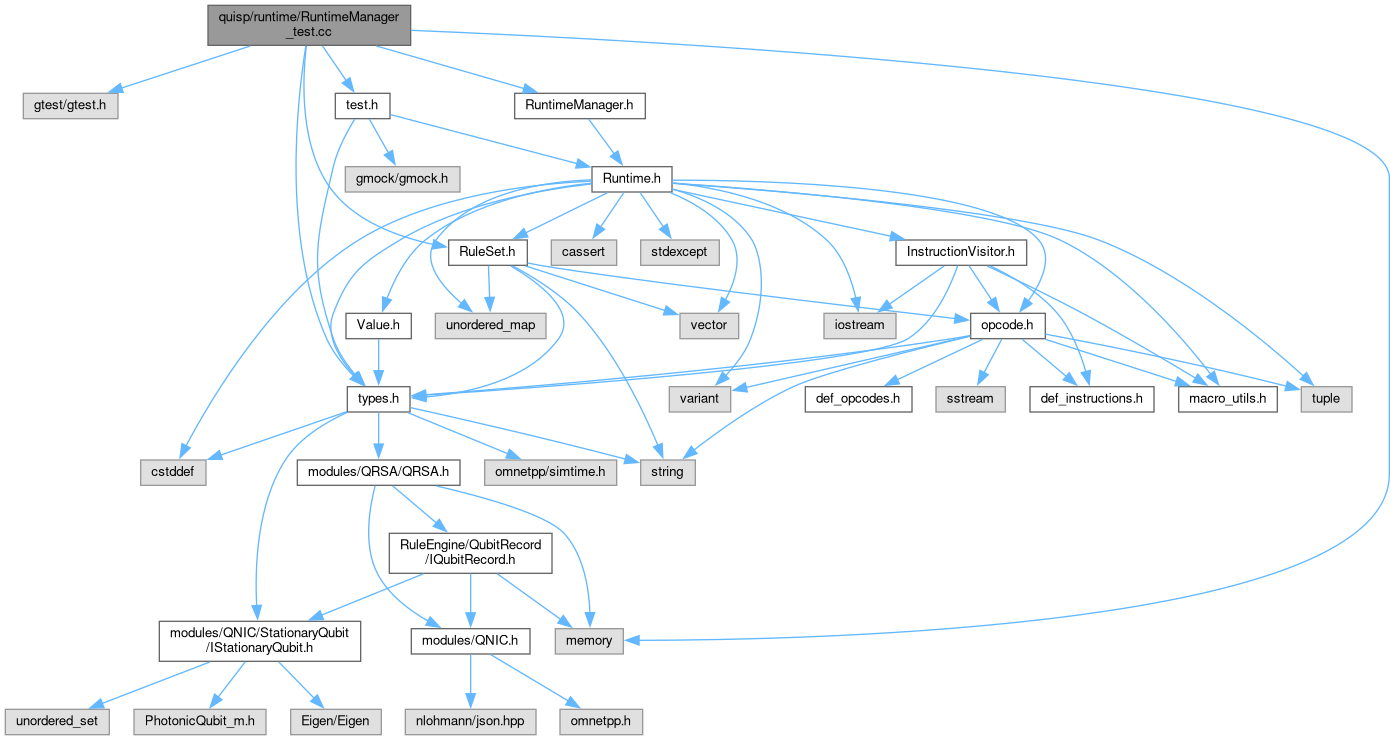 quisp/runtime/RuntimeManager
_test.cc
gtest/gtest.h
test.h
RuntimeManager.h
gmock/gmock.h
Runtime.h
RuleSet.h
cassert
stdexcept
InstructionVisitor.h
Value.h
unordered_map
vector
iostream
opcode.h
types.h
variant
def_opcodes.h
sstream
def_instructions.h
macro_utils.h
tuple
cstddef
modules/QRSA/QRSA.h
omnetpp/simtime.h
string
RuleEngine/QubitRecord
/IQubitRecord.h
modules/QNIC/StationaryQubit
/IStationaryQubit.h
modules/QNIC.h
memory
unordered_set
PhotonicQubit_m.h
Eigen/Eigen
nlohmann/json.hpp
omnetpp.h